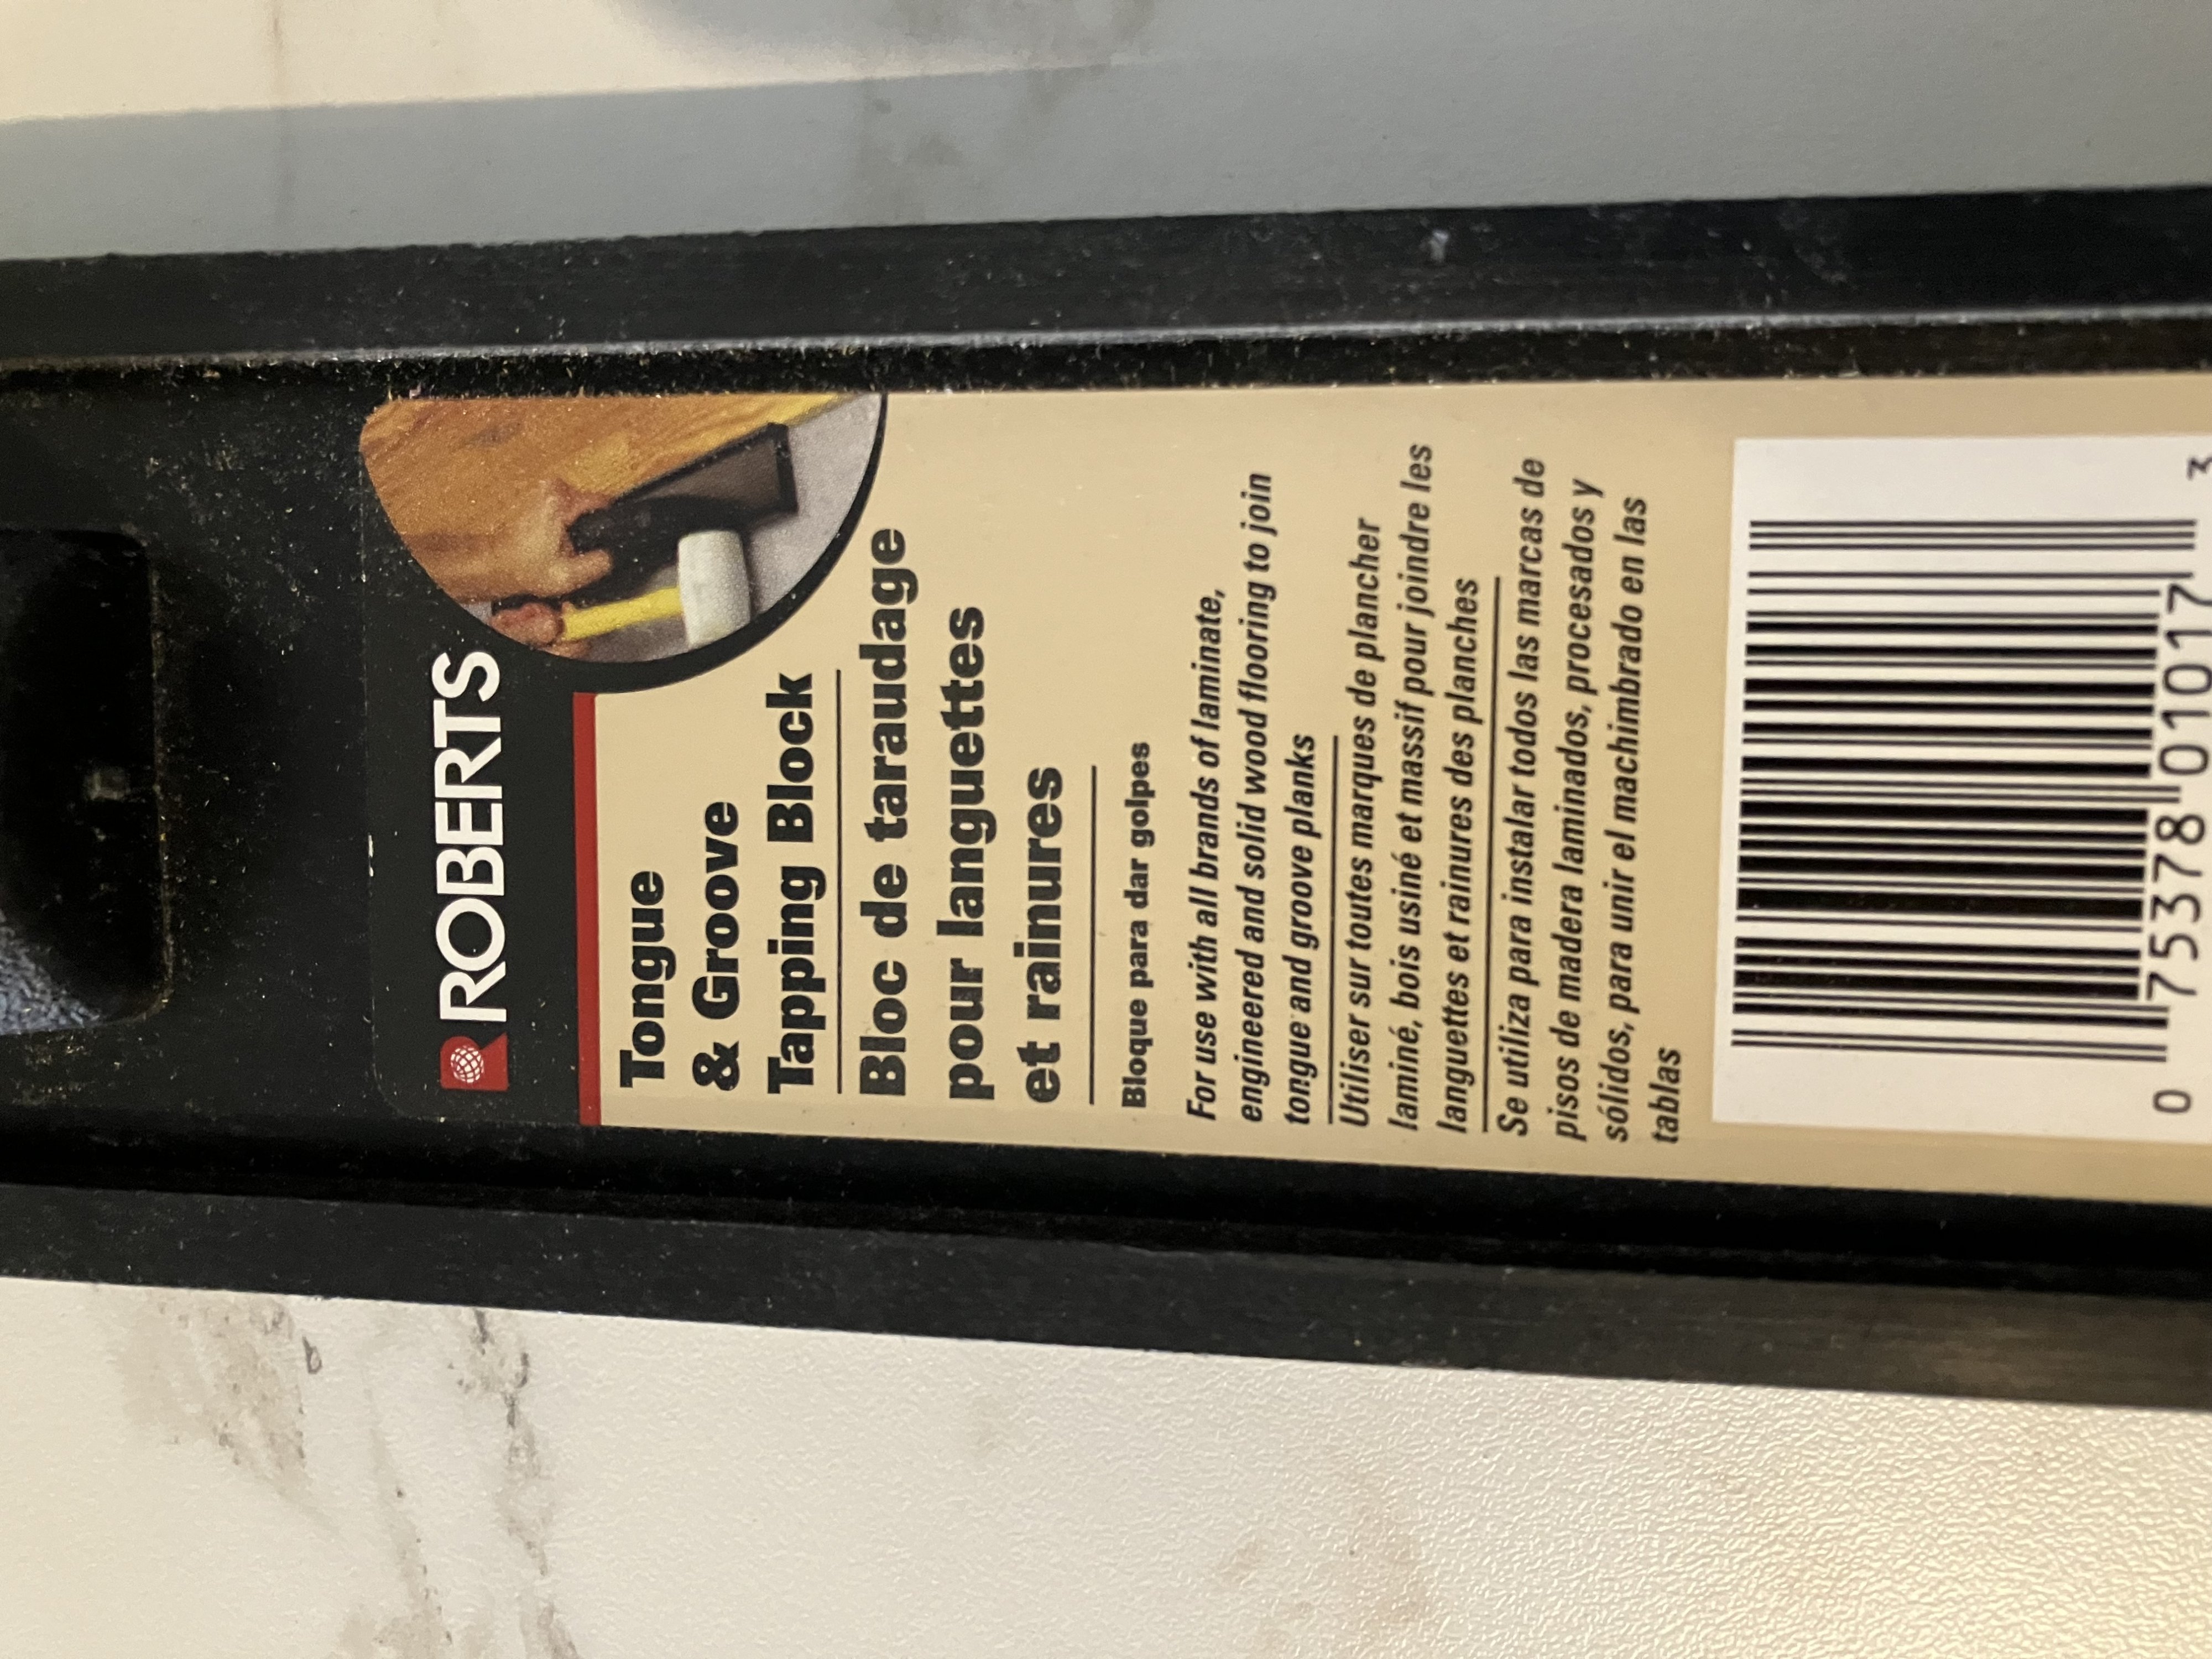 ROBERTS
Tongue
& Groove
Tapping Block
Bloc de taraudage
pour languettes
et rainures
Bloque para dar golpes
For use with all brands of laminate,
engineered and solid wood flooring to join
tongue and groove planks
Utiliser sur toutes marques de plancher
laminé, bois usiné et massif pour joindre les
languettes et rainures des planches
Se utiliza para instalar todos las marcas de
pisos de madera laminados, procesados y
sólidos, para unir el machimbrado en las
tablas
0 75378 01017 3